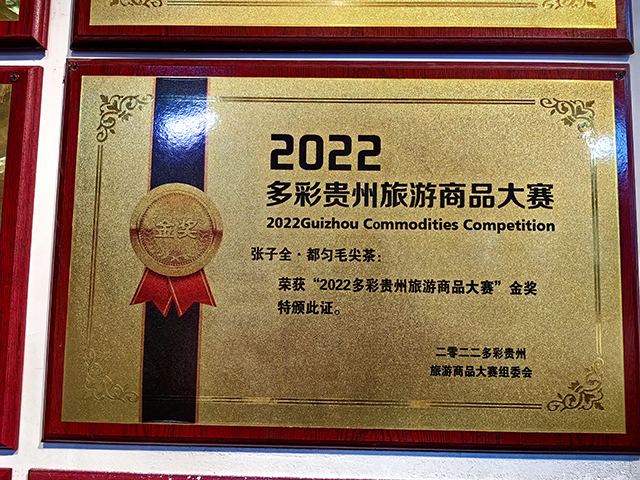 2022
多彩贵州旅游商品大赛
2022Guizhou Commodities Competition
金奖
张子全·都匀毛尖茶：
荣获“2022多彩贵州旅游商品大赛”金奖
特颁此证。
二零二二多彩贵州
旅游商品大赛组委会